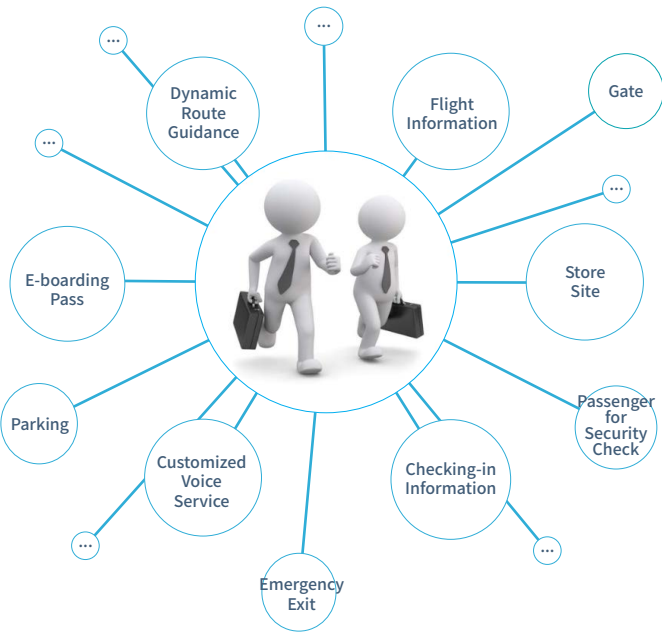 ...
...
Dynamic
Route
Guidance
Flight
Information
Gate
...
...
E-boarding
Pass
Store
Site
Parking
Passenger
for
Security
Check
Customized
Voice
Service
Checking-in
Information
...
...
Emergency
Exit